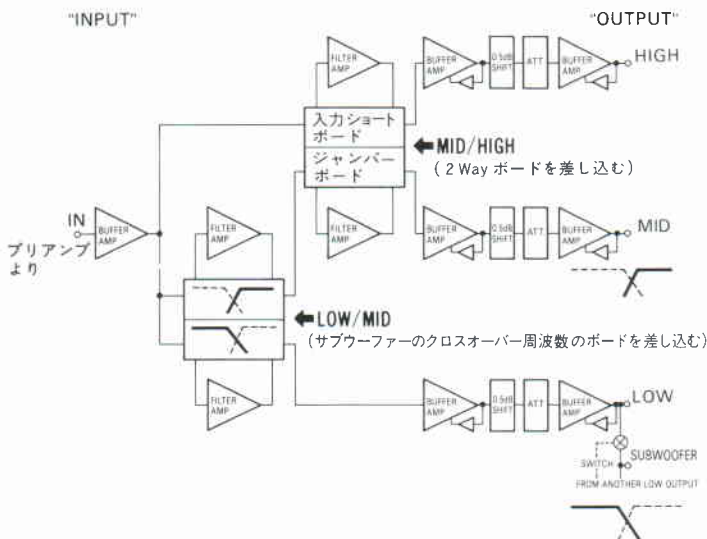 "INPUT"
"OUTPUT"
FILTER AMP
BUFFER AMP
0.5dB SHIFT
ATT
BUFFER AMP
HIGH
入力ショート
ボード
ジャンパー
ボード
MID/HIGH
(2 Way ボードを差し込む)
IN
BUFFER AMP
プリアンプ
より
FILTER AMP
FILTER AMP
BUFFER AMP
0.5dB SHIFT
ATT
BUFFER AMP
MID
LOW/MID
(サブウーファーのクロスオーバー周波数のボードを差し込む)
FILTER AMP
BUFFER AMP
0.5dB SHIFT
ATT
BUFFER AMP
LOW
SUBWOOFER
SWITCH
FROM ANOTHER LOW OUTPUT